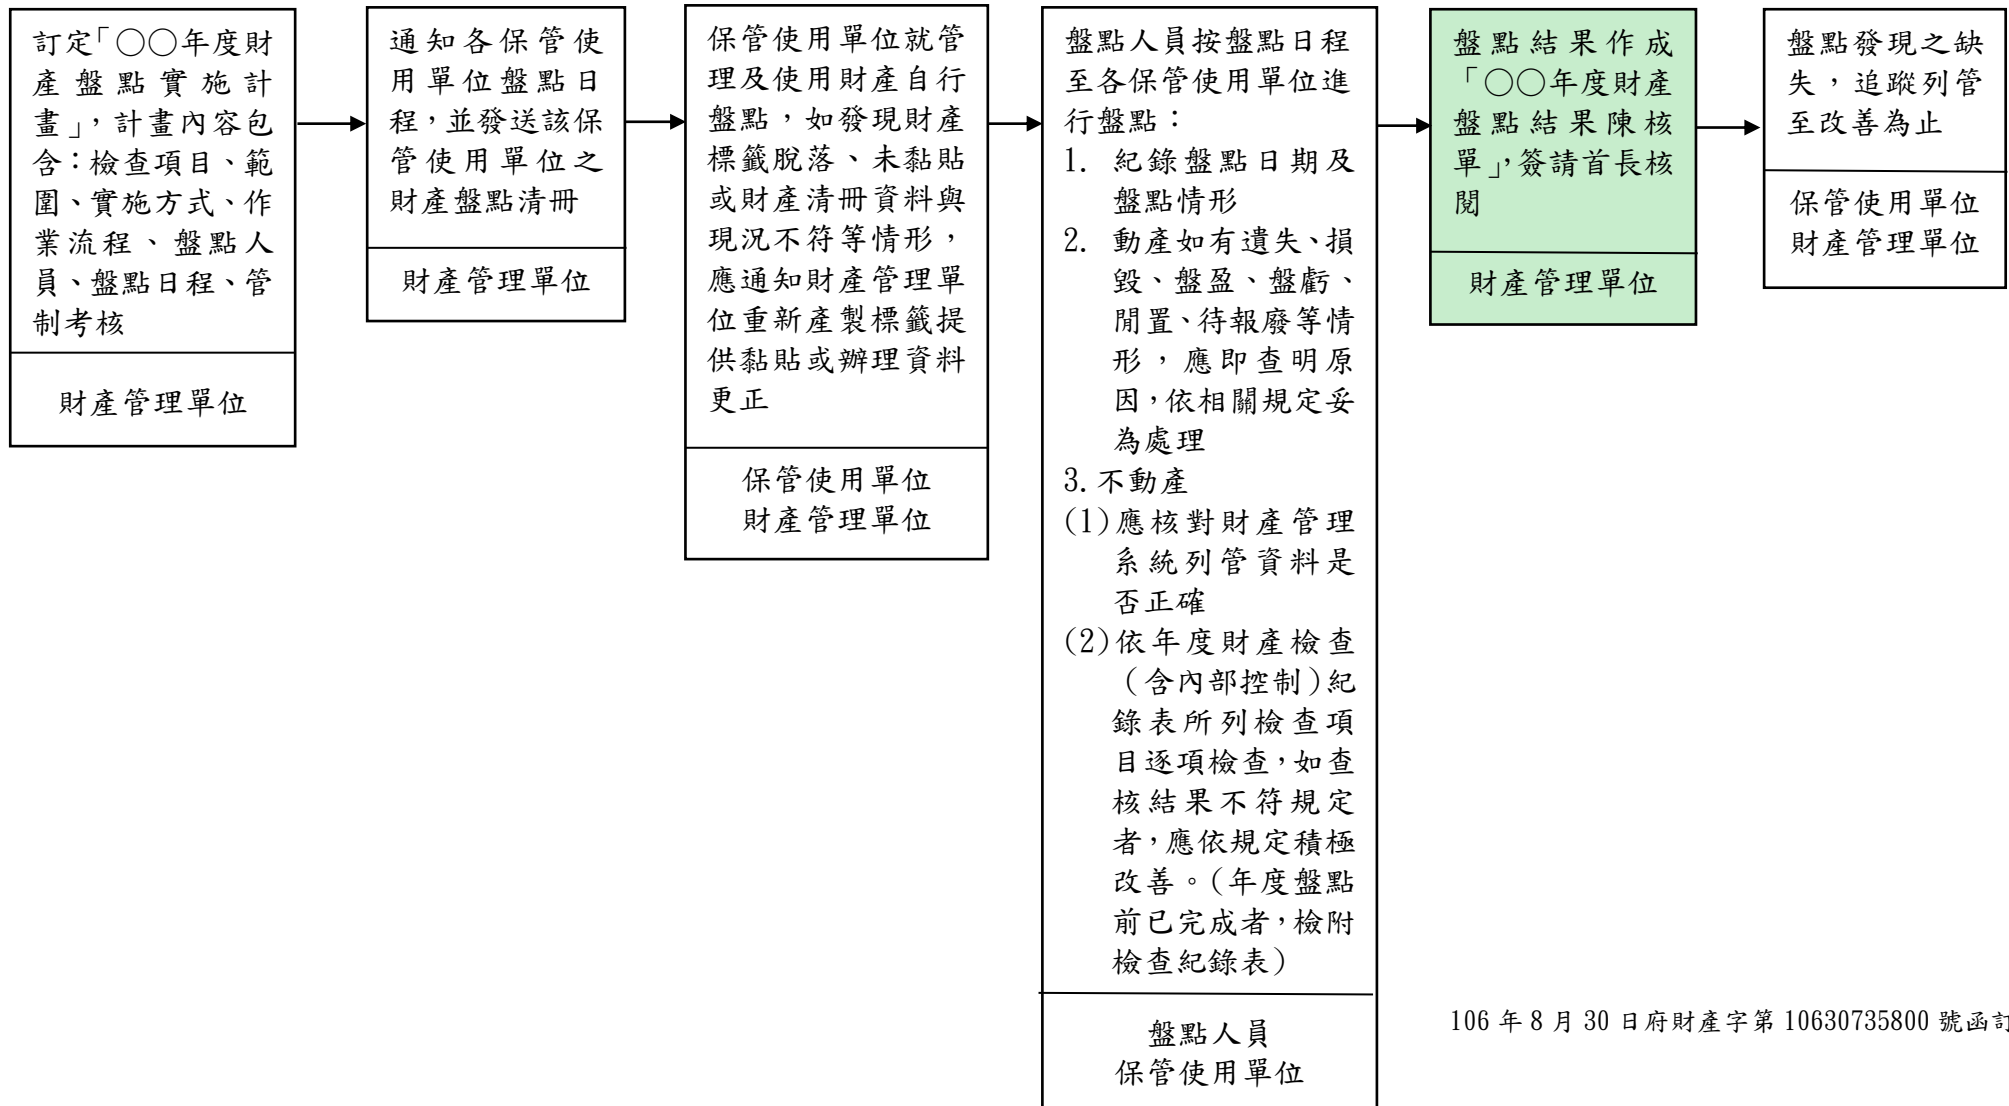 訂定「○○年度財
產盤點實施計
畫」，計畫內容包
含：檢查項目、範
圍、實施方式、作
業流程、盤點人
員、盤點日程、管
制考核
財產管理單位
通知各保管使
用單位盤點日
程，並發送該保
管使用單位之
財產盤點清冊
財產管理單位
保管使用單位就管
理及使用財產自行
盤點，如發現財產
標籤脫落、未黏貼
或財產清冊資料與
現況不符等情形，
應通知財產管理單
位重新產製標籤提
供黏貼或辦理資料
更正
保管使用單位
財產管理單位
盤點人員按盤點日程
至各保管使用單位進
行盤點：
1. 紀錄盤點日期及
盤點情形
2. 動產如有遺失、損
毀、盤盈、盤虧、
閒置、待報廢等情
形，應即查明原
因，依相關規定妥
為處理
3.不動產
(1)應核對財產管理
系統列管資料是
否正確
(2)依年度財產檢查
（含內部控制）紀
錄表所列檢查項
目逐項檢查，如查
核結果不符規定
者，應依規定積極
改善。（年度盤點
前已完成者，檢附
檢查紀錄表）
盤點人員
保管使用單位
盤點結果作成
「○○年度財產
盤點結果陳核
單」，簽請首長核
閱
財產管理單位
盤點發現之缺
失，追蹤列管
至改善為止
保管使用單位
財產管理單位
106 年 8 月 30 日府財產字第 10630735800 號函訂